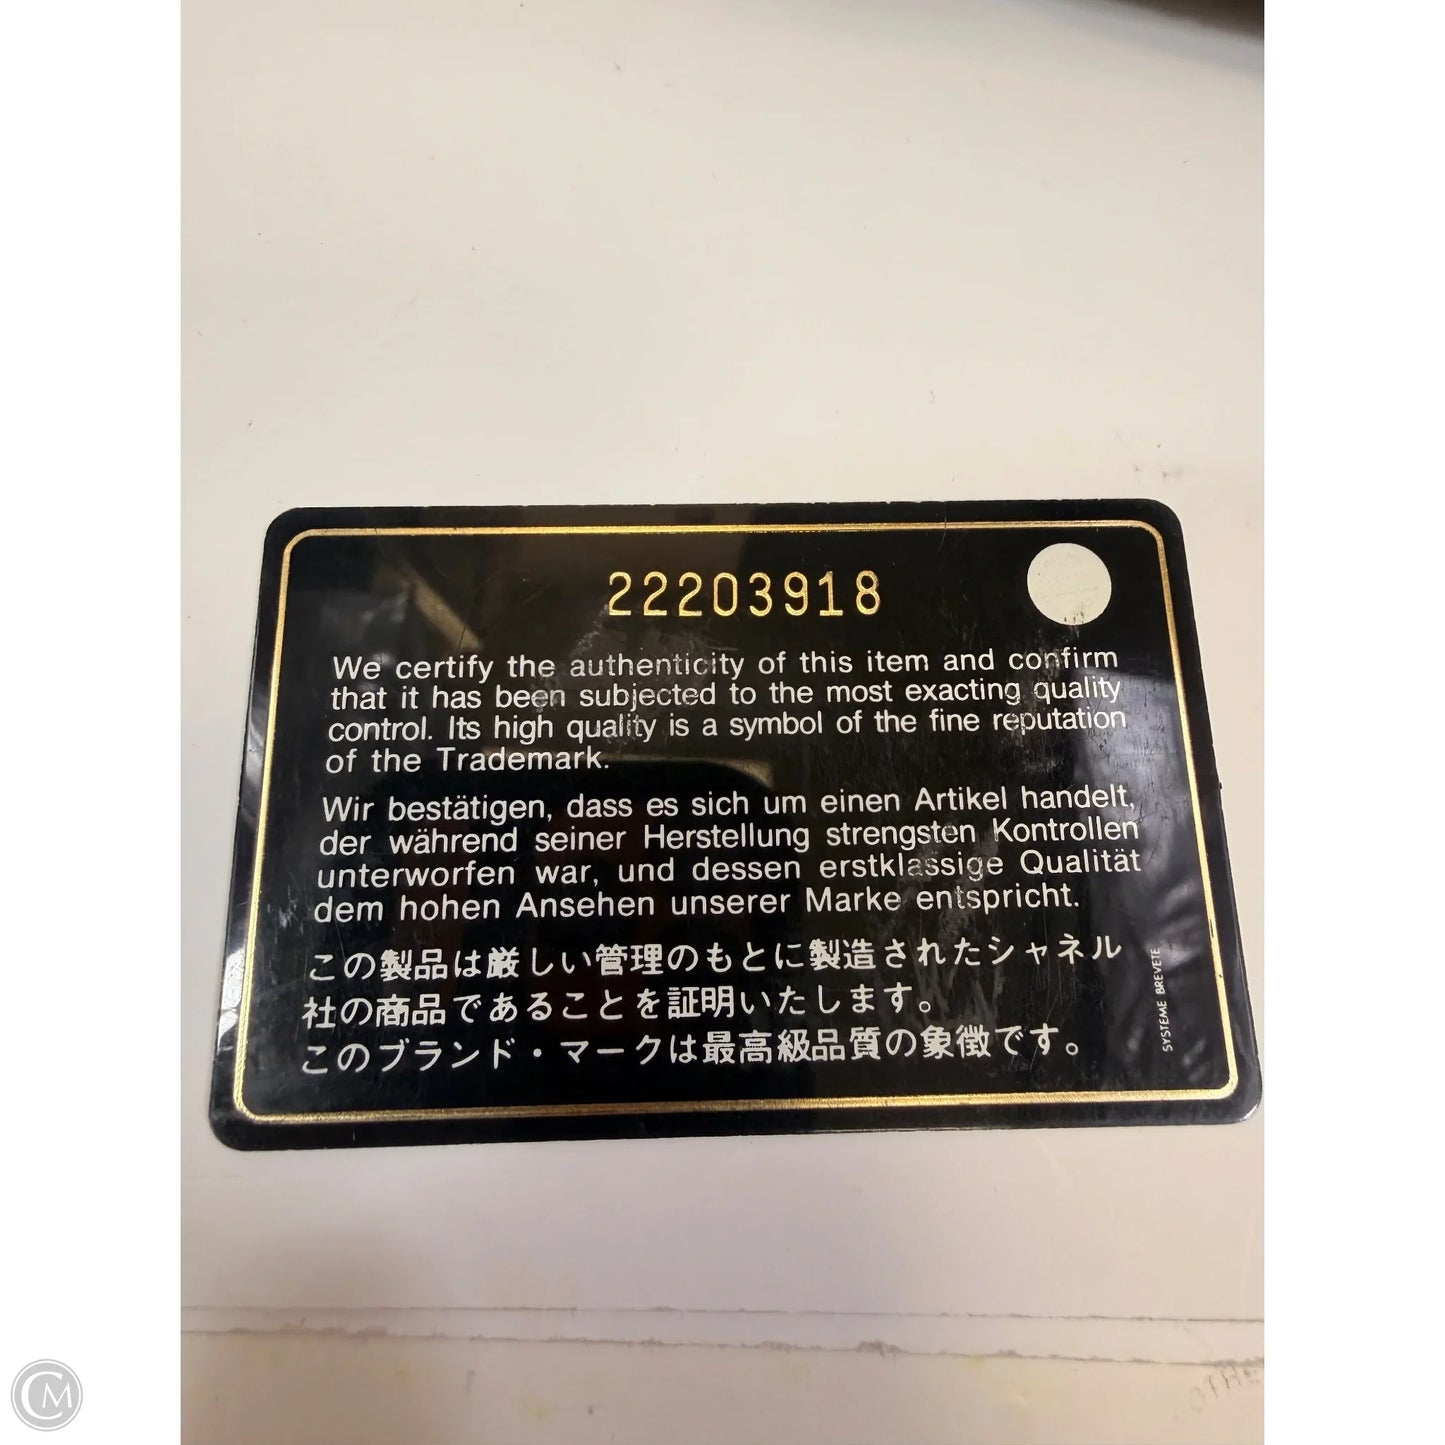 22203918
We certify the authenticity of this item and confirm
that it has been subjected to the most exacting quality
control. Its high quality is a symbol of the fine reputation
of the Trademark.
Wir bestätigen, dass es sich um einen Artikel handelt,
der während seiner Herstellung strengsten Kontrollen
unterworfen war, und dessen erstklassige Qualität
dem hohen Ansehen unserer Marke entspricht.
この製品は厳しい管理のもとに製造されたシャネル
社の商品であることを証明いたします。
このブランド・マークは最高級品質の象徴です。
SYSTEME BREVETE
CM